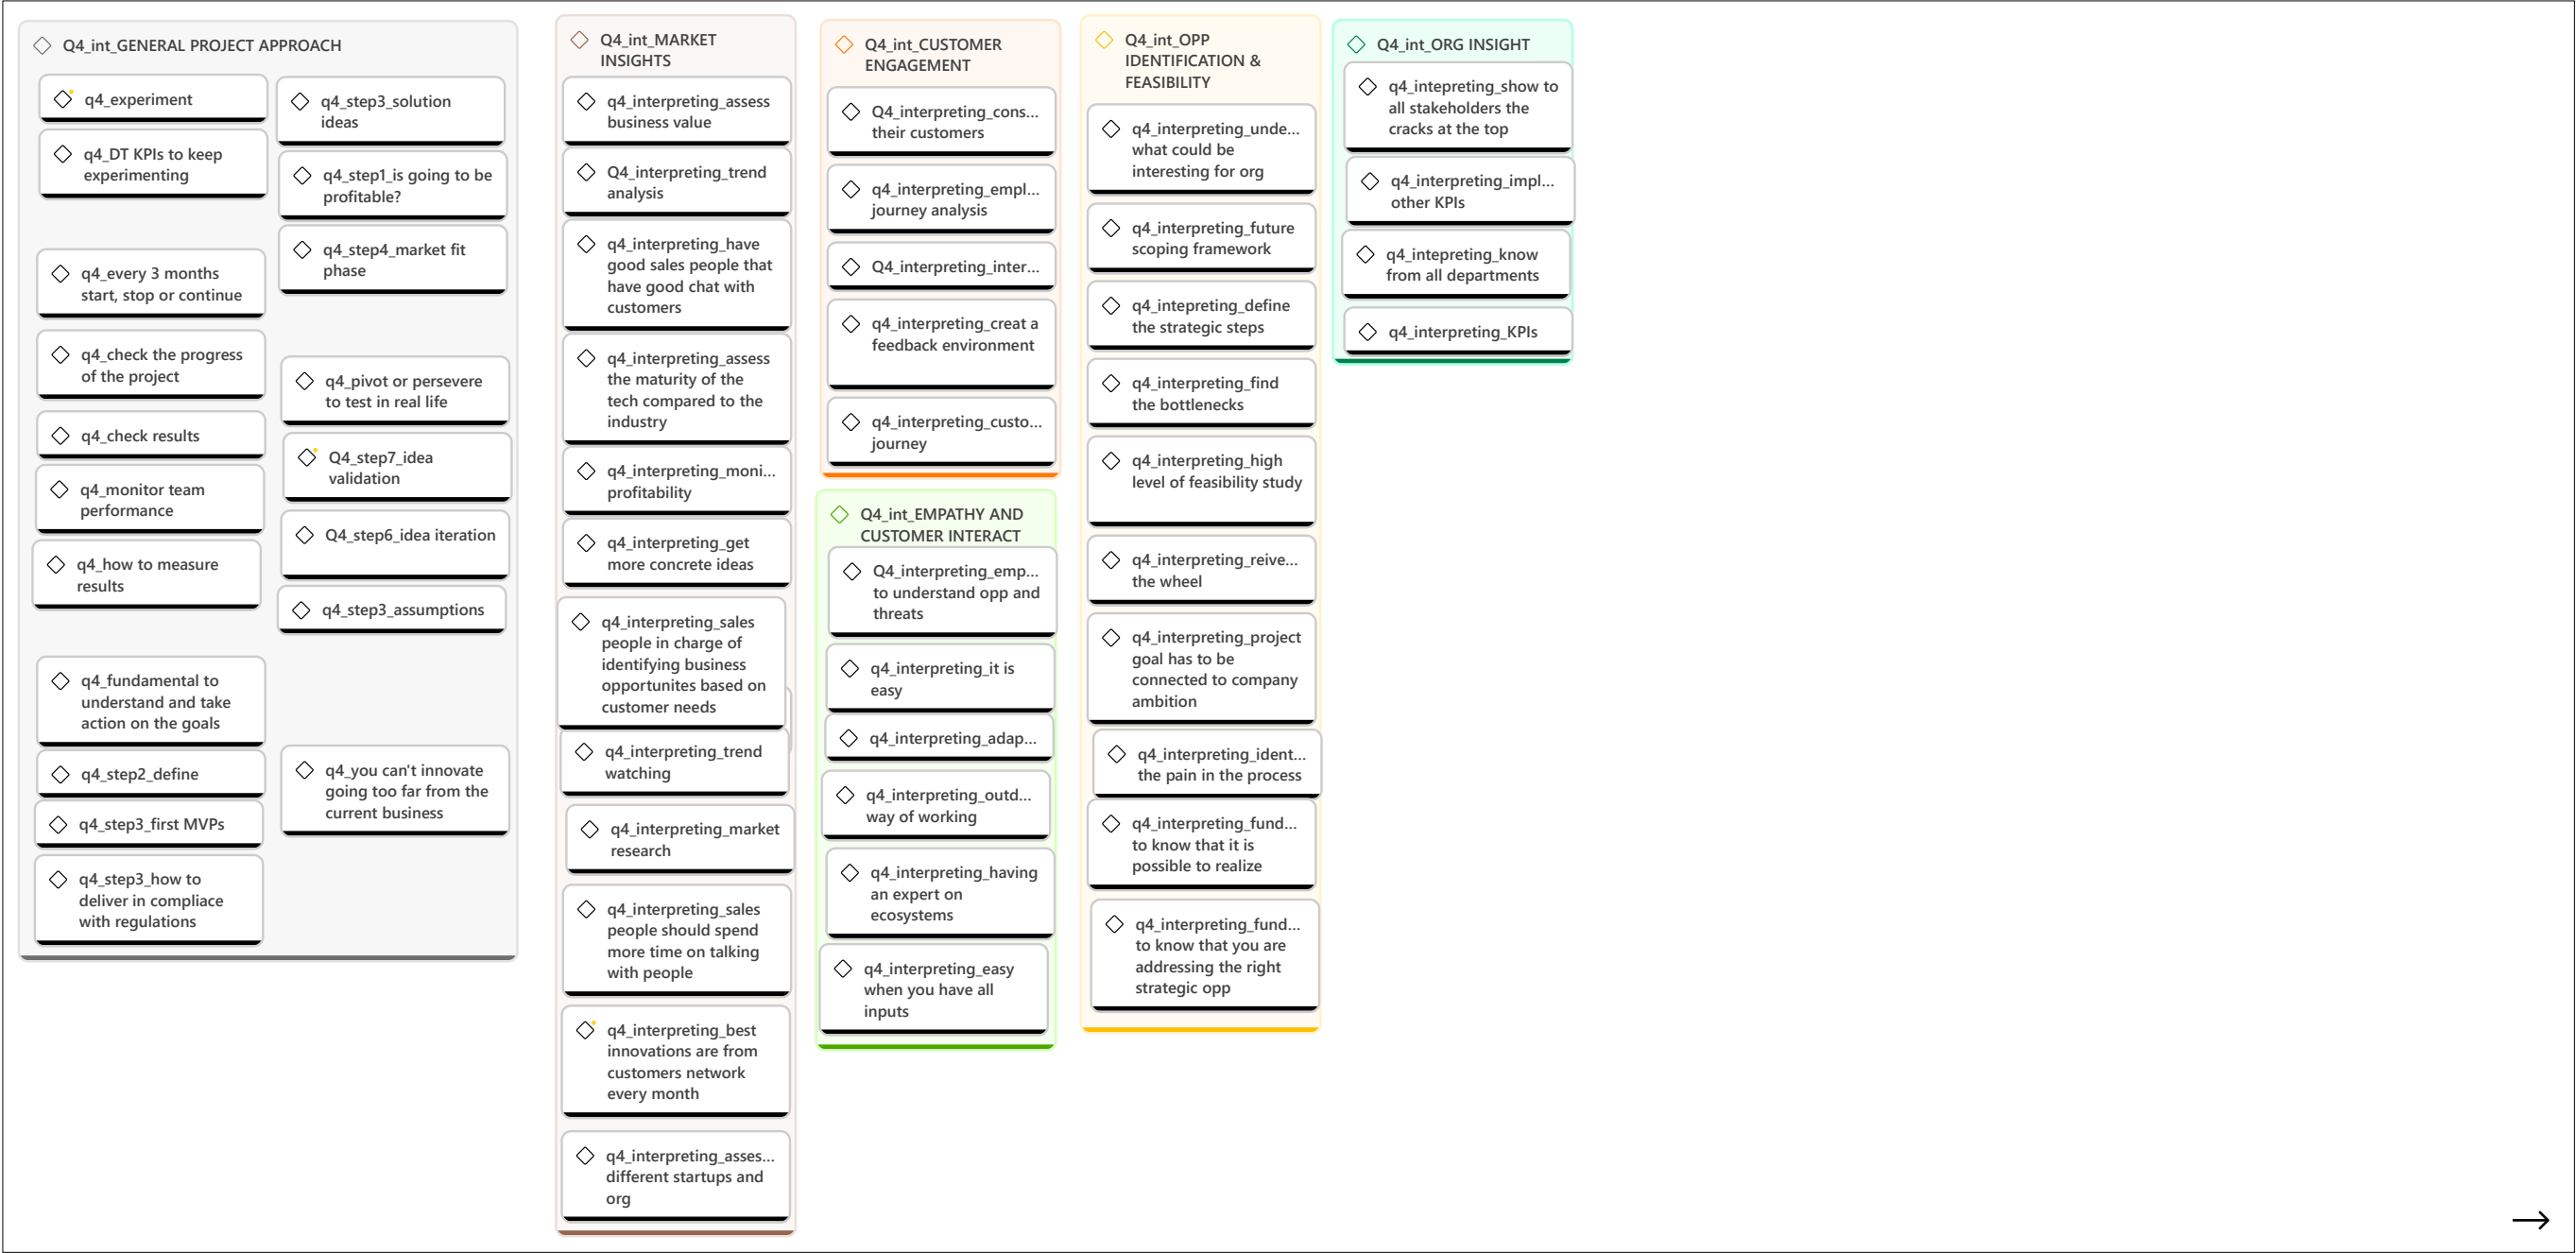 Q4_int_GENERAL PROJECT APPROACH
q4_experiment
q4_DT KPIs to keep
experimenting
q4_every 3 months
start, stop or continue
q4_check the progress
of the project
q4_check results
q4_monitor team
performance
q4_how to measure
results
q4_fundamental to
understand and take
action on the goals
q4_step2_define
q4_step3_first MVPs
q4_step3_how to
deliver in compliace
with regulations
q4_step3_solution
ideas
q4_step1_is going to be
profitable?
q4_step4_market fit
phase
q4_pivot or persevere
to test in real life
Q4_step7_idea
validation
Q4_step6_idea iteration
q4_step3_assumptions
q4_you can't innovate
going too far from the
current business
Q4_int_MARKET
INSIGHTS
q4_interpreting_assess
business value
Q4_interpreting_trend
analysis
q4_interpreting_have
good sales people that
have good chat with
customers
q4_interpreting_assess
the maturity of the
tech compared to the
industry
q4_interpreting_moni...
profitability
q4_interpreting_get
more concrete ideas
q4_interpreting_sales
people in charge of
identifying business
opportunites based on
customer needs
q4_interpreting_trend
watching
q4_interpreting_market
research
q4_interpreting_sales
people should spend
more time on talking
with people
q4_interpreting_best
innovations are from
customers network
every month
q4_interpreting_asses...
different startups and
org
Q4_int_CUSTOMER
ENGAGEMENT
Q4_interpreting_cons...
their customers
q4_interpreting_empl...
journey analysis
Q4_interpreting_inter...
q4_interpreting_creat a
feedback environment
q4_interpreting_custo...
journey
Q4_int_EMPATHY AND
CUSTOMER INTERACT
Q4_interpreting_emp...
to understand opp and
threats
q4_interpreting_it is
easy
q4_interpreting_adap...
q4_interpreting_outd...
way of working
q4_interpreting_having
an expert on
ecosystems
q4_interpreting_easy
when you have all
inputs
Q4_int_OPP
IDENTIFICATION &
FEASIBILITY
q4_interpreting_unde...
what could be
interesting for org
q4_interpreting_future
scoping framework
q4_intepreting_define
the strategic steps
q4_interpreting_find
the bottlenecks
q4_interpreting_high
level of feasibility study
q4_interpreting_reive...
the wheel
q4_interpreting_project
goal has to be
connected to company
ambition
q4_interpreting_ident...
the pain in the process
q4_interpreting_fund...
to know that it is
possible to realize
q4_interpreting_fund...
to know that you are
addressing the right
strategic opp
Q4_int_ORG INSIGHT
q4_intepreting_show to
all stakeholders the
cracks at the top
q4_interpreting_impl...
other KPIs
q4_intepreting_know
from all departments
q4_interpreting_KPIs